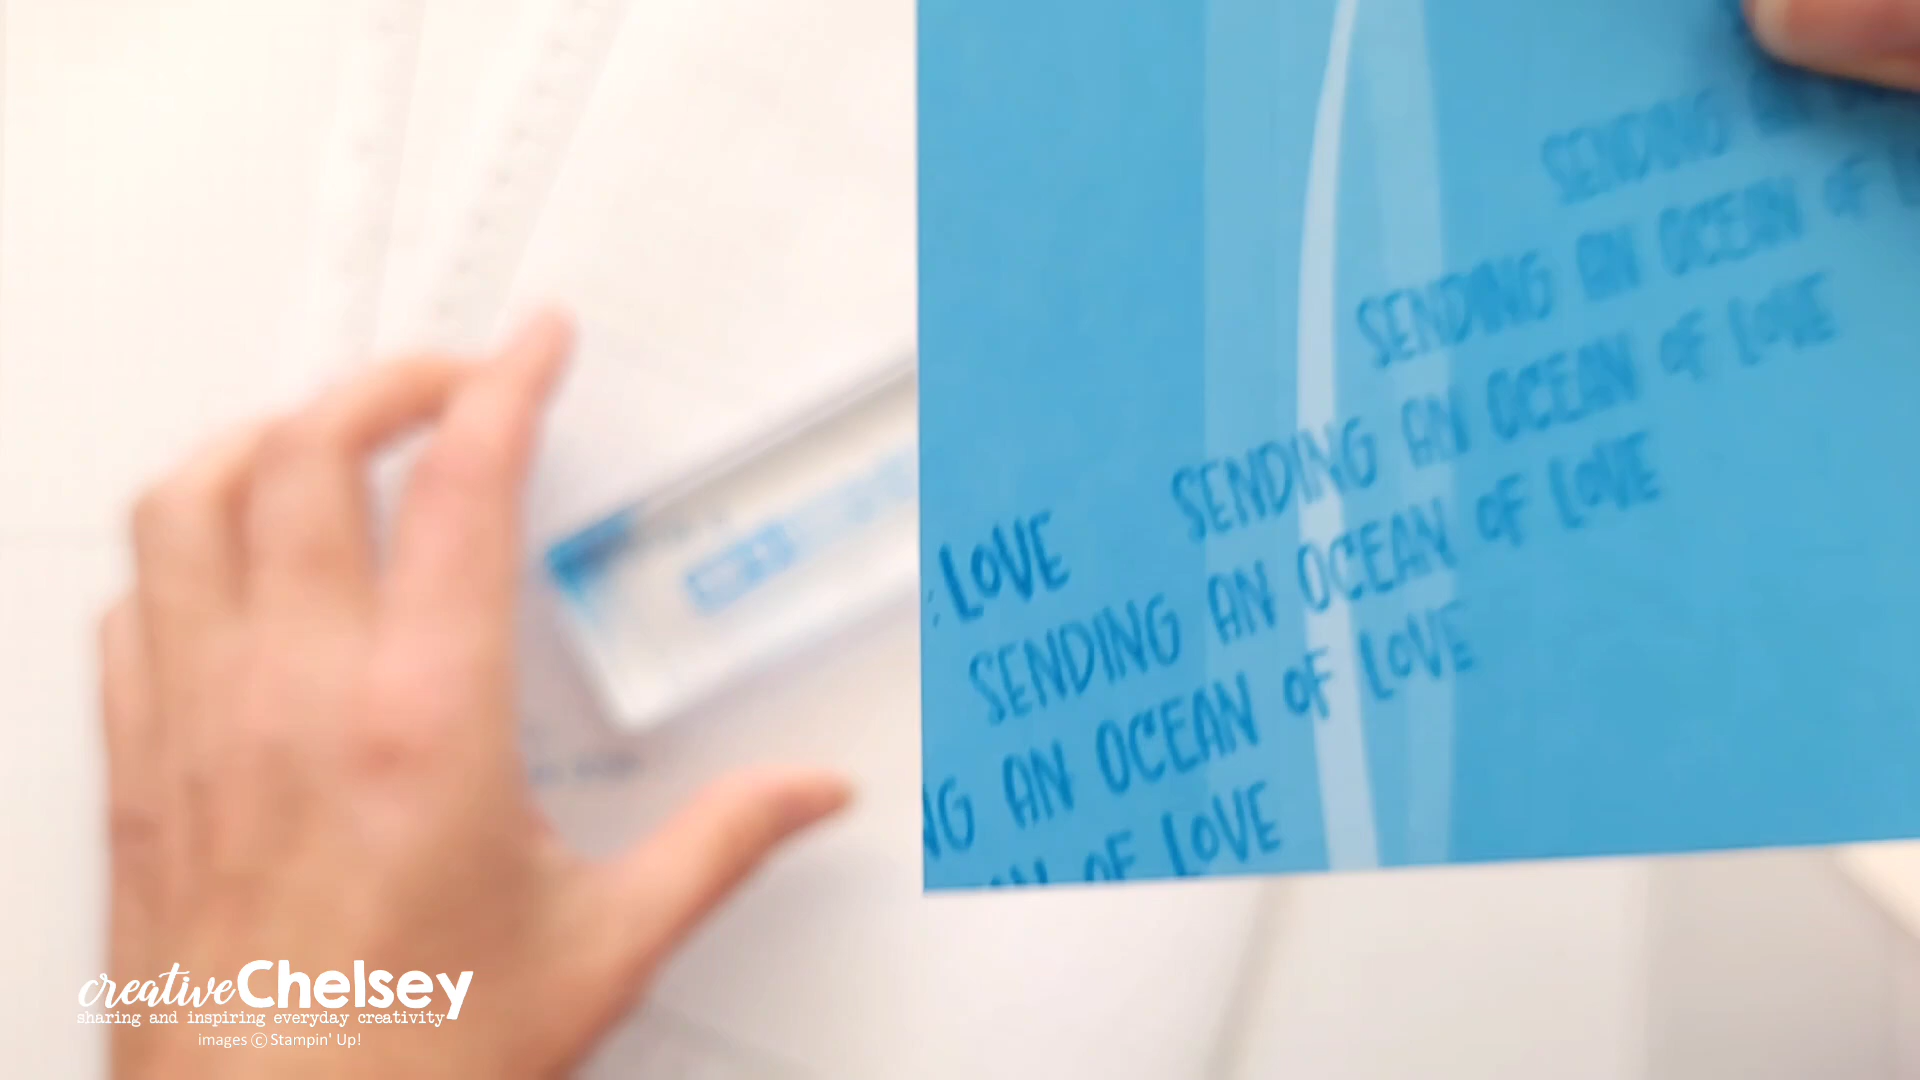 SENDING
SENDING AN OCEAN OF
SENDING AN OCEAN OF LOVE
LOVE SENDING AN OCEAN OF LOVE
SENDING AN OCEAN OF LOVE
NG AN OCEAN OF LOVE
OF LOVE
creativeChelsey
sharing and inspiring everyday creativity
images © Stampin' Up!